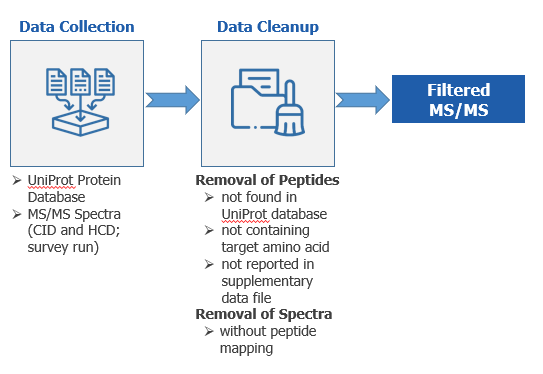 Data Collection
Data Cleanup
Filtered
MS/MS
UniProt Protein
Database
MS/MS Spectra
(CID and HCD;
survey run)
Removal of Peptides
not found in
UniProt database
not containing
target amino acid
not reported in
supplementary
data file
Removal of Spectra
without peptide
mapping